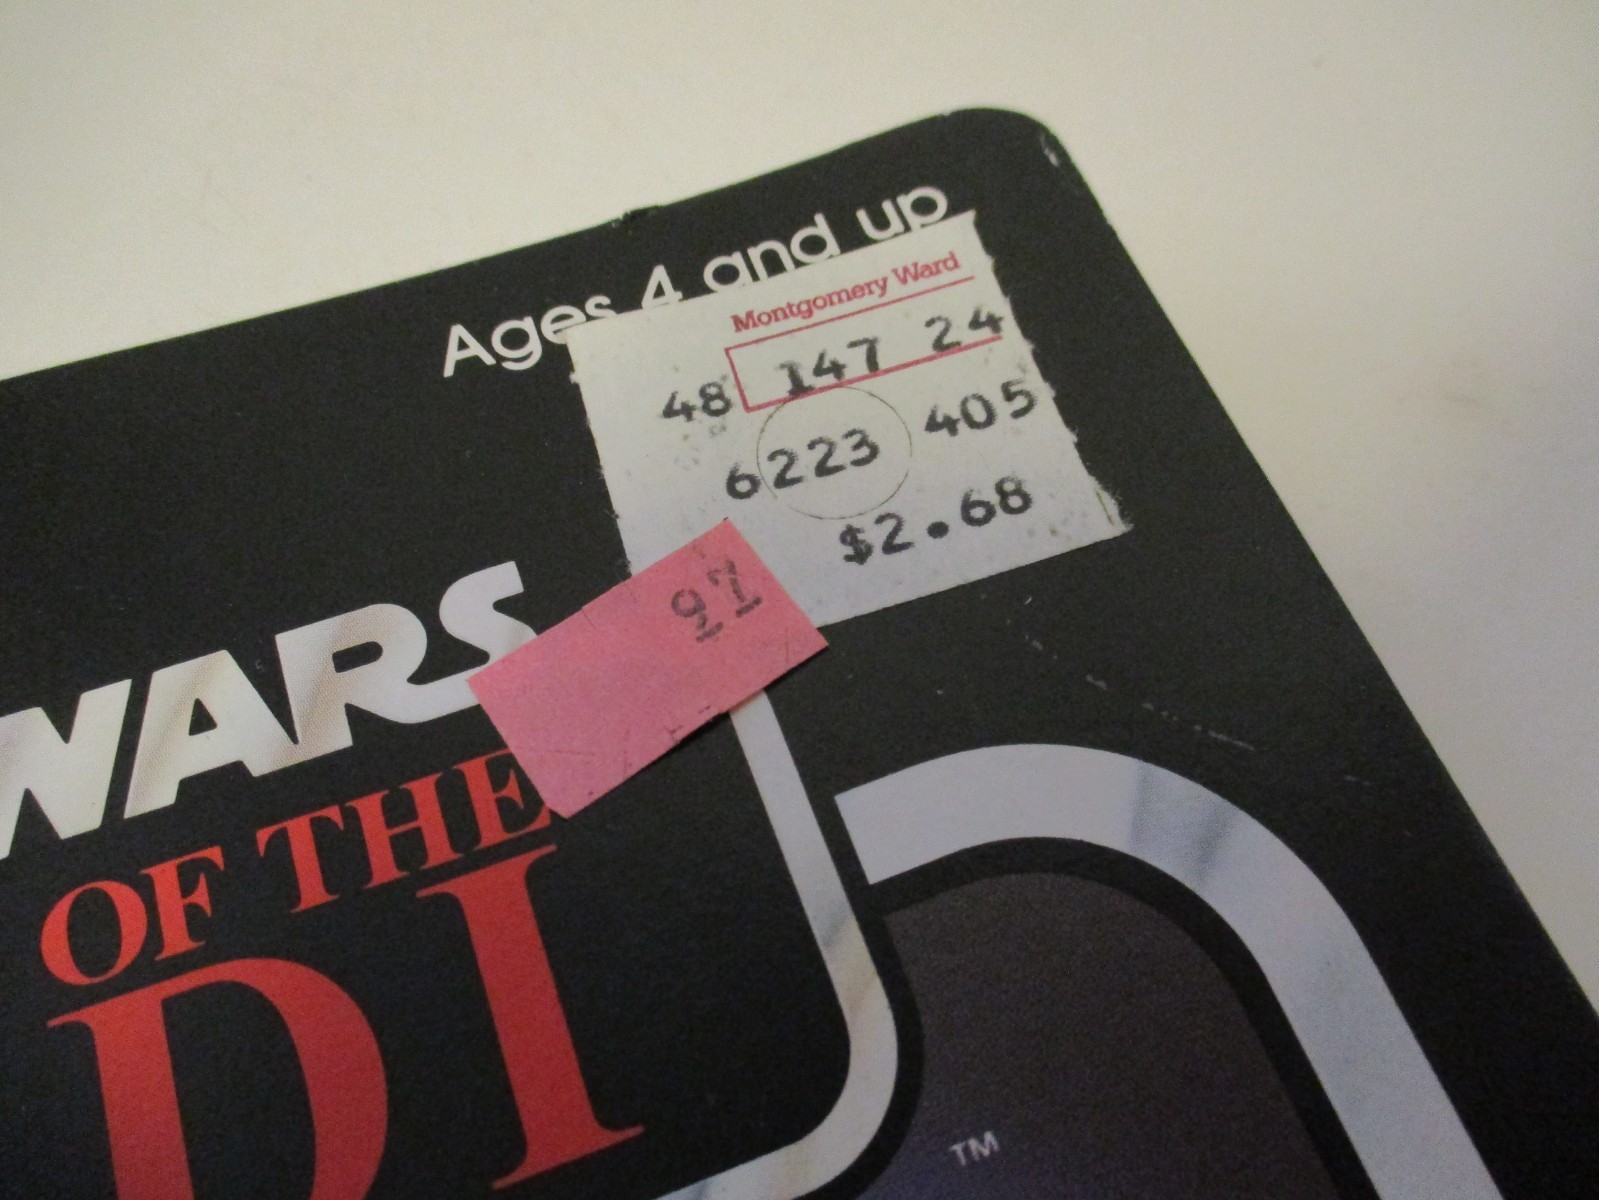 Ages 4 and up
Montgomery Ward
48 147 24
6223 405
$2.68
97
WARS
OF THE
DI
TM